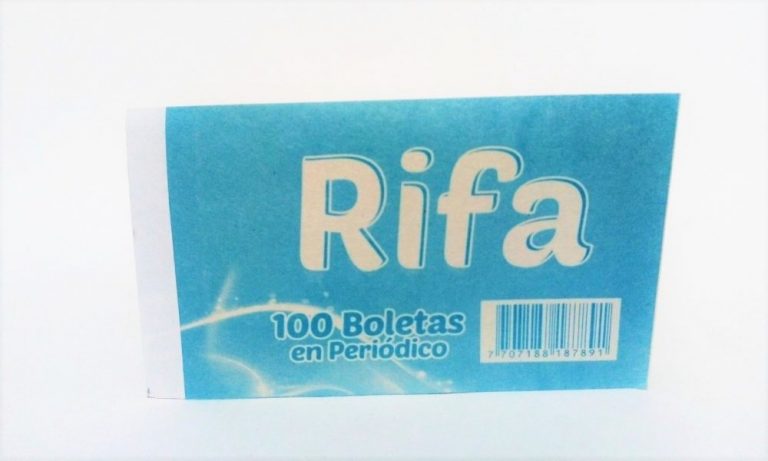 Rifa
100 Boletas
en Periódico
7 707188 187891